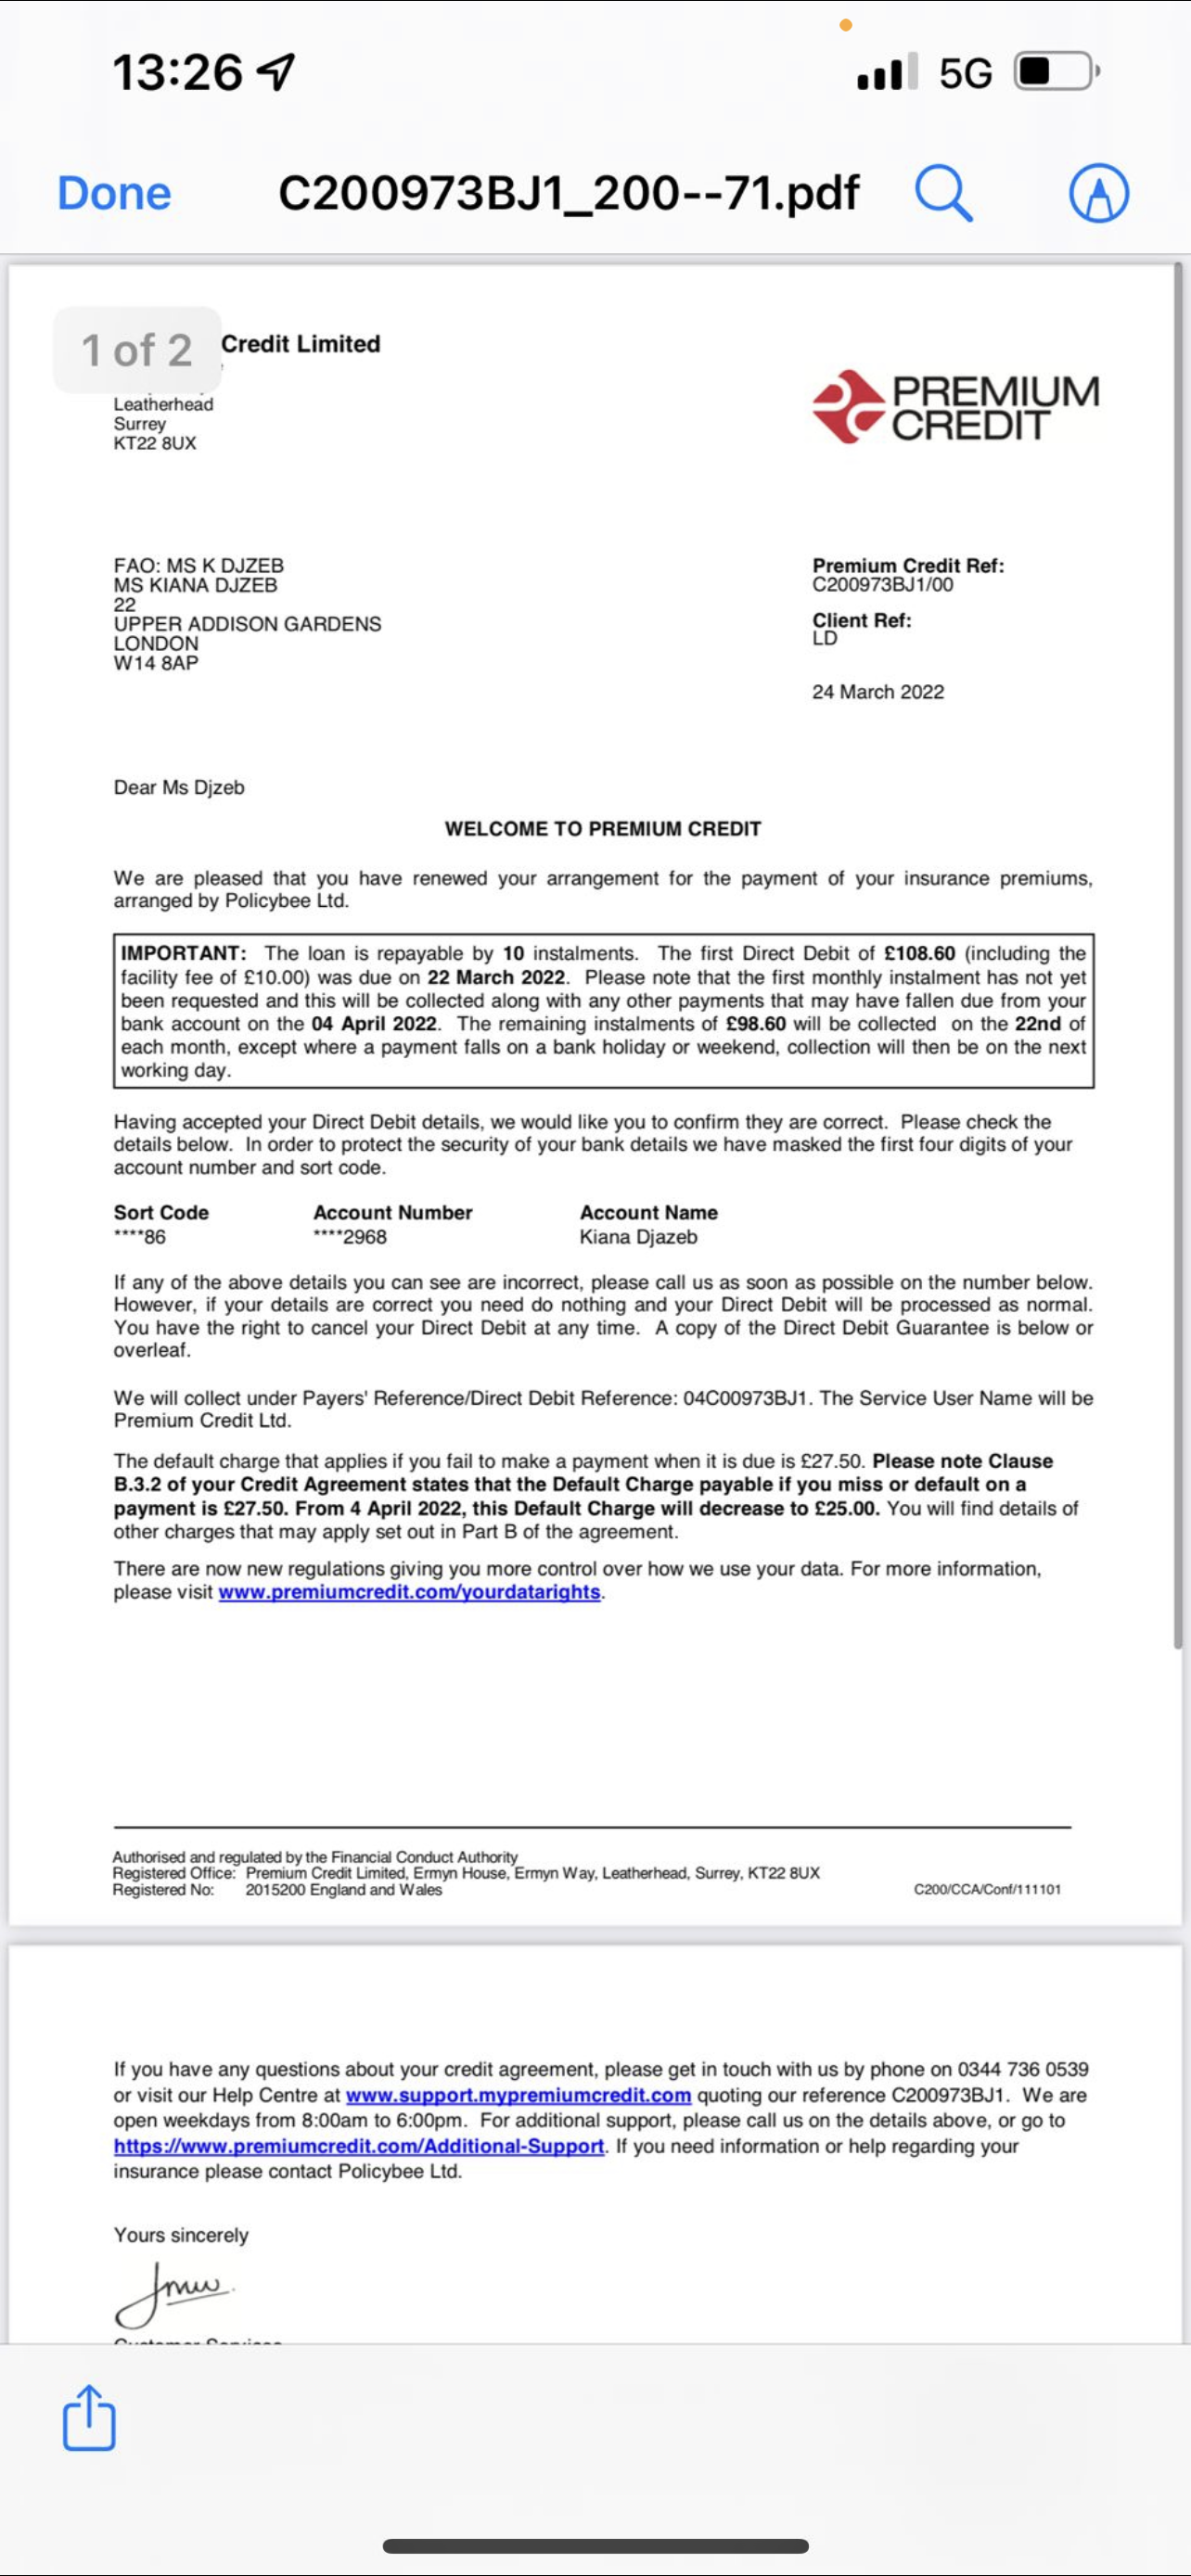 13:26
5G
Done
C200973BJ1_200--71.pdf
1 of 2
Credit Limited
Leatherhead
Surrey
KT22 8UX
PREMIUM
CREDIT
FAO: MS K DJZEB
MS KIANA DJZEB
22
UPPER ADDISON GARDENS
LONDON
W14 8AP
Premium Credit Ref:
C200973BJ1/00
Client Ref:
LD
24 March 2022
Dear Ms Djzeb
WELCOME TO PREMIUM CREDIT
We are pleased that you have renewed your arrangement for the payment of your insurance premiums,
arranged by Policybee Ltd.
IMPORTANT: The loan is repayable by 10 instalments. The first Direct Debit of £108.60 (including the
facility fee of £10.00) was due on 22 March 2022. Please note that the first monthly instalment has not yet
been requested and this will be collected along with any other payments that may have fallen due from your
bank account on the 04 April 2022. The remaining instalments of £98.60 will be collected on the 22nd of
each month, except where a payment falls on a bank holiday or weekend, collection will then be on the next
working day.
Having accepted your Direct Debit details, we would like you to confirm they are correct. Please check the
details below. In order to protect the security of your bank details we have masked the first four digits of your
account number and sort code.
Sort Code Account Number Account Name
****86 ****2968 Kiana Djazeb
If any of the above details you can see are incorrect, please call us as soon as possible on the number below.
However, if your details are correct you need do nothing and your Direct Debit will be processed as normal.
You have the right to cancel your Direct Debit at any time. A copy of the Direct Debit Guarantee is below or
overleaf.
We will collect under Payers' Reference/Direct Debit Reference: 04C00973BJ1. The Service User Name will be
Premium Credit Ltd.
The default charge that applies if you fail to make a payment when it is due is £27.50. Please note Clause
B.3.2 of your Credit Agreement states that the Default Charge payable if you miss or default on a
payment is £27.50. From 4 April 2022, this Default Charge will decrease to £25.00. You will find details of
other charges that may apply set out in Part B of the agreement.
There are now new regulations giving you more control over how we use your data. For more information,
please visit www.premiumcredit.com/yourdatarights.
Authorised and regulated by the Financial Conduct Authority
Registered Office: Premium Credit Limited, Ermyn House, Ermyn Way, Leatherhead, Surrey, KT22 8UX
Registered No: 2015200 England and Wales
C200/CCA/Conf/111101
If you have any questions about your credit agreement, please get in touch with us by phone on 0344 736 0539
or visit our Help Centre at www.support.mypremiumcredit.com quoting our reference C200973BJ1. We are
open weekdays from 8:00am to 6:00pm. For additional support, please call us on the details above, or go to
https://www.premiumcredit.com/Additional-Support. If you need information or help regarding your
insurance please contact Policybee Ltd.
Yours sincerely